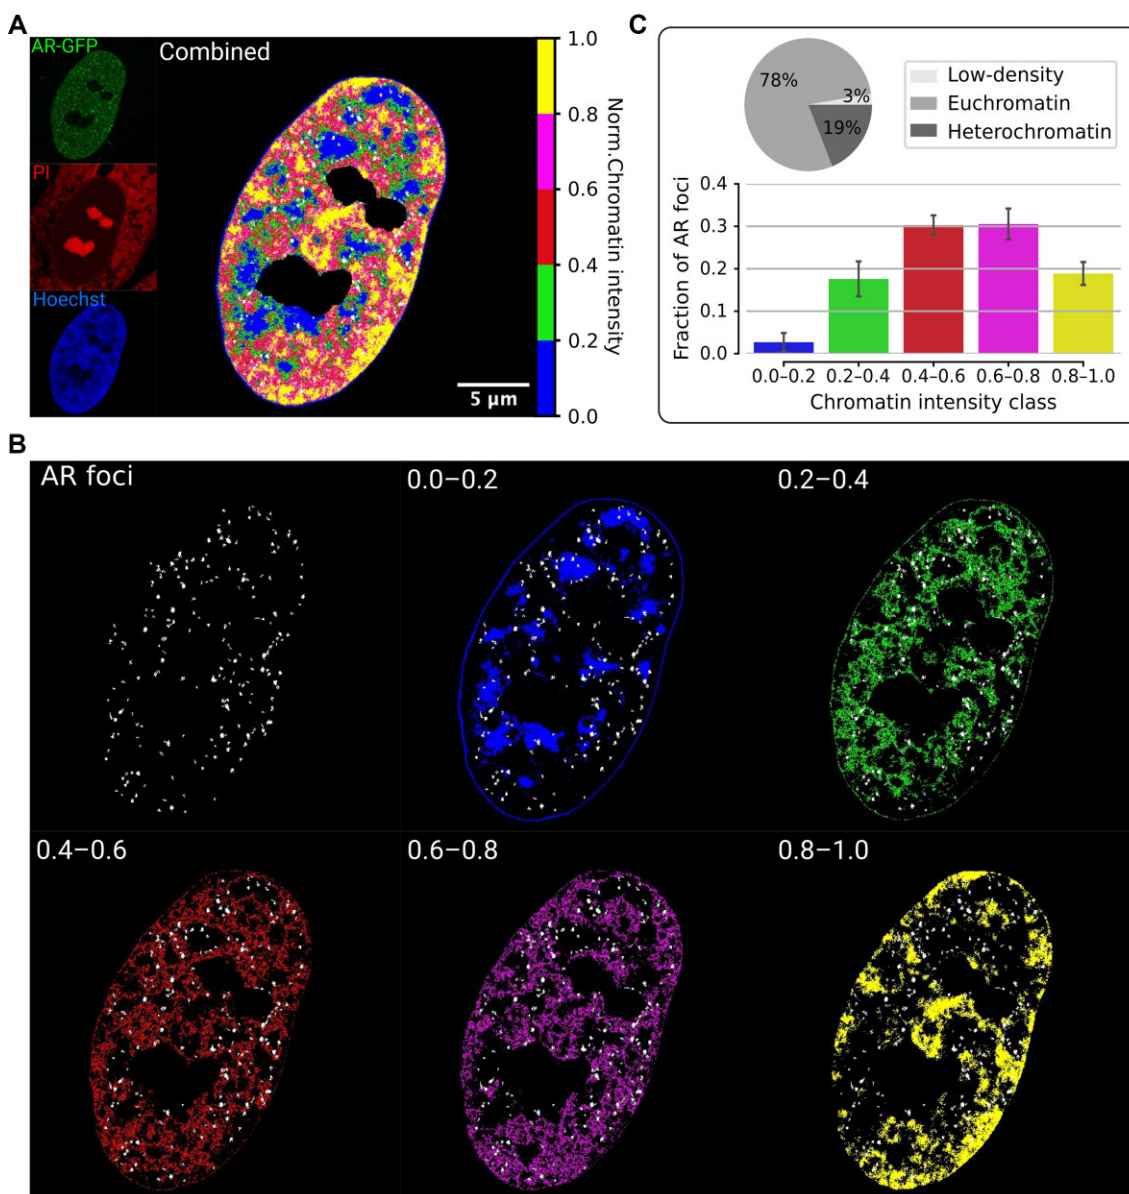 A
AR-GFP
PI
Hoechst
Combined
5 μm
1.0
0.8
0.6
0.4
0.2
0.0
Norm.Chromatin intensity
C
78%
3%
19%
Low-density
Euchromatin
Heterochromatin
Fraction of AR foci
0.4
0.3
0.2
0.1
0.0
0.0–0.2
0.2–0.4
0.4–0.6
0.6–0.8
0.8–1.0
Chromatin intensity class
B
AR foci
0.0–0.2
0.2–0.4
0.4–0.6
0.6–0.8
0.8–1.0